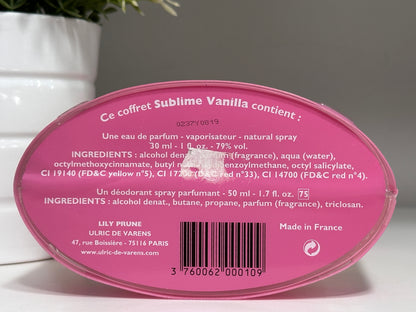 Ce coffret Sublime Vanilla contient :
0237Y0819
Une eau de parfum - vaporisateur - natural spray
30 ml - 1 fl. oz. - 79% vol.
INGREDIENTS : alcohol denat., parfum (fragrance), aqua (water),
octylmethoxycinnamate, butyl methoxydibenzoylmethane, octyl salicylate,
CI 19140 (FD&C yellow n°5), CI 17200 (D&C red n°33), CI 14700 (FD&C red n°4).
Un déodorant spray parfumant - 50 ml - 1.7 fl. oz. 75
INGREDIENTS : alcohol denat., butane, propane, parfum (fragrance), triclosan.
LILY PRUNE
ULRIC DE VARENS
47, rue Boissière - 75116 PARIS
www.ulric-de-varens.com
Made in France
3 760062 000109